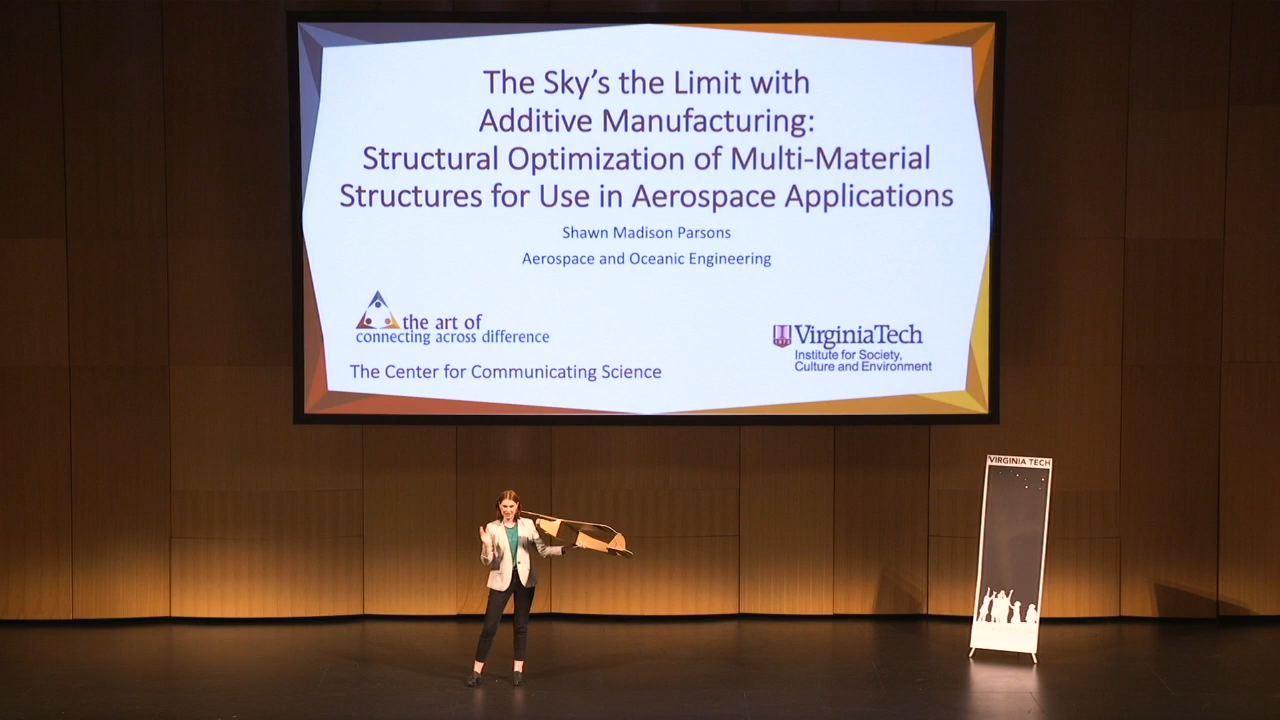 The Sky’s the Limit with
Additive Manufacturing:
Structural Optimization of Multi-Material
Structures for Use in Aerospace Applications
Shawn Madison Parsons
Aerospace and Oceanic Engineering
the art of
connecting across difference
The Center for Communicating Science
VirginiaTech
Institute for Society,
Culture and Environment
VIRGINIA TECH